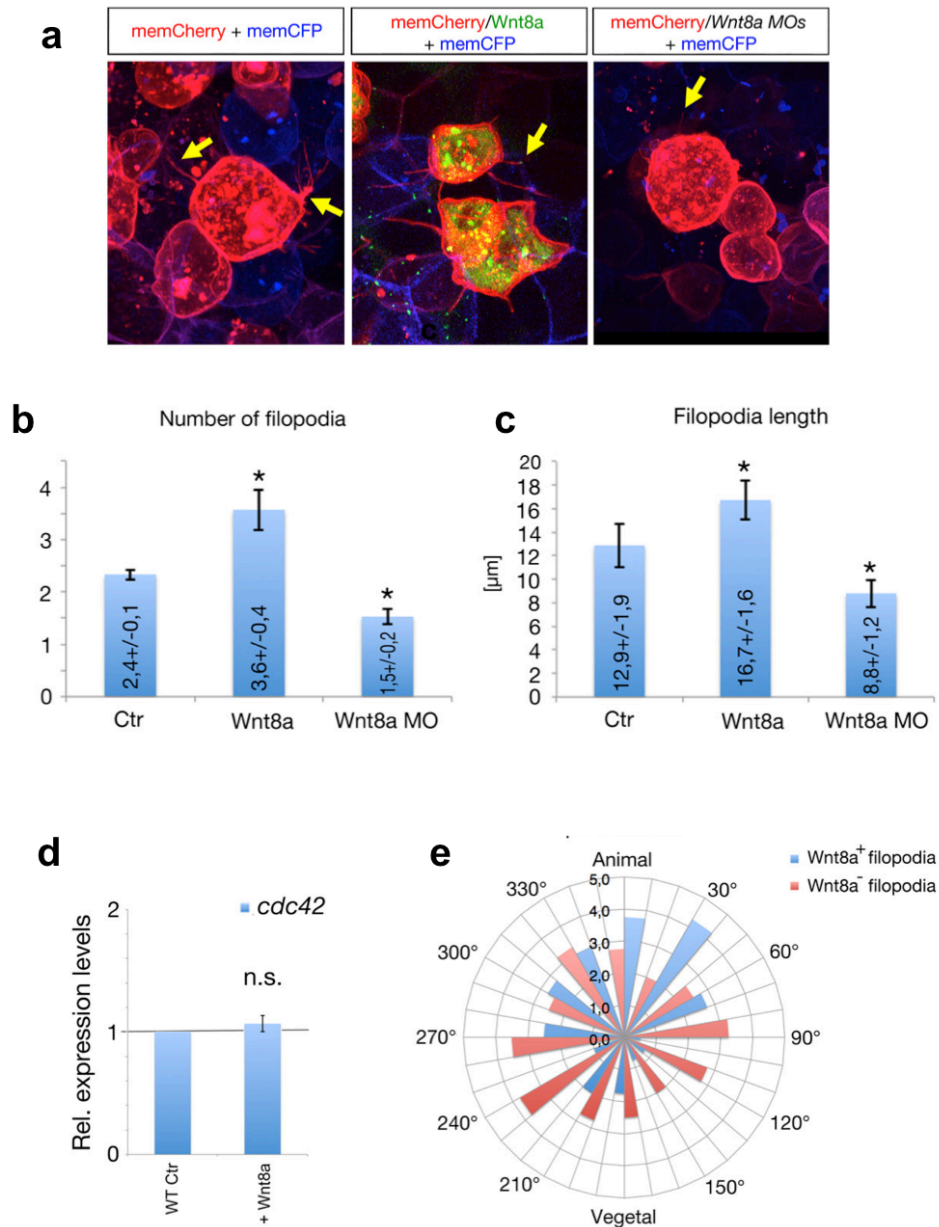 a
memCherry + memCFP
memCherry/Wnt8a
+ memCFP
memCherry/Wnt8a MOs
+ memCFP
c
b
Number of filopodia
4
3
2
1
0
2,4+/-0,1
3,6+/-0,4
1,5+/-0,2
*
*
Ctr
Wnt8a
Wnt8a MO
c
Filopodia length
[µm]
20
18
16
14
12
10
8
6
4
2
0
12,9+/-1,9
16,7+/-1,6
8,8+/-1,2
*
*
Ctr
Wnt8a
Wnt8a MO
d
Rel. expression levels
2
1
0
cdc42
n.s.
WT Ctr
+ Wnt8a
e
Animal
Wnt8a+ filopodia
Wnt8a- filopodia
5,0
4,0
3,0
2,0
1,0
0,0
30°
60°
90°
120°
150°
Vegetal
210°
240°
270°
300°
330°